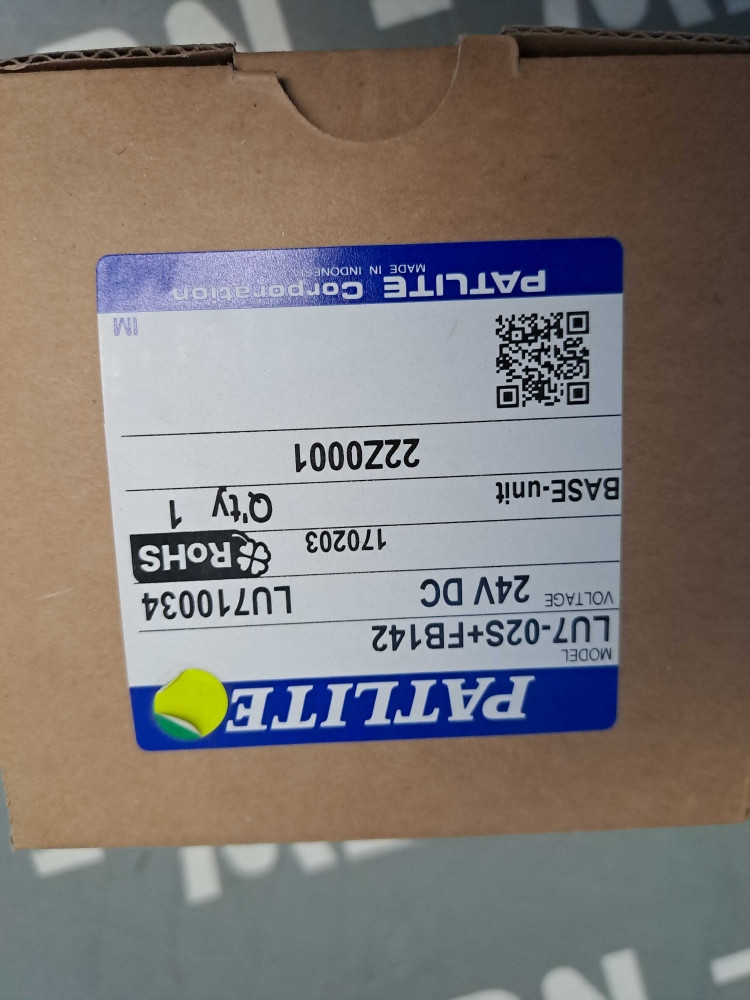 PATLITE
MODEL
LU7-02S+FB142
VOLTAGE 24V DC LU710034
170203 RoHS
BASE-unit Q'ty 1
22Z0001
IM
PATLITE Corporation
MADE IN INDONESIA